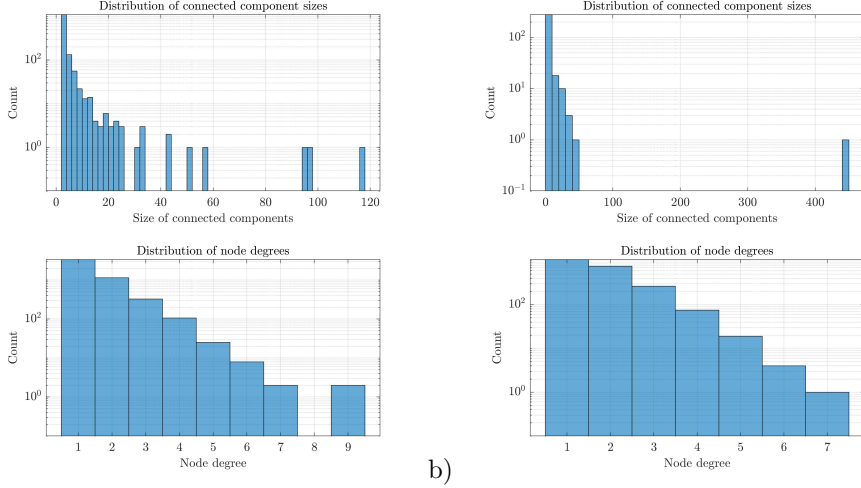 Distribution of connected component sizes
Count
10^2
10^0
0 20 40 60 80 100 120
Size of connected components
Distribution of connected component sizes
Count
10^2
10^1
10^0
10^-1
0 100 200 300 400
Size of connected components
Distribution of node degrees
Count
10^2
10^0
1 2 3 4 5 6 7 8 9
Node degree
b)
Distribution of node degrees
Count
10^2
10^0
1 2 3 4 5 6 7
Node degree